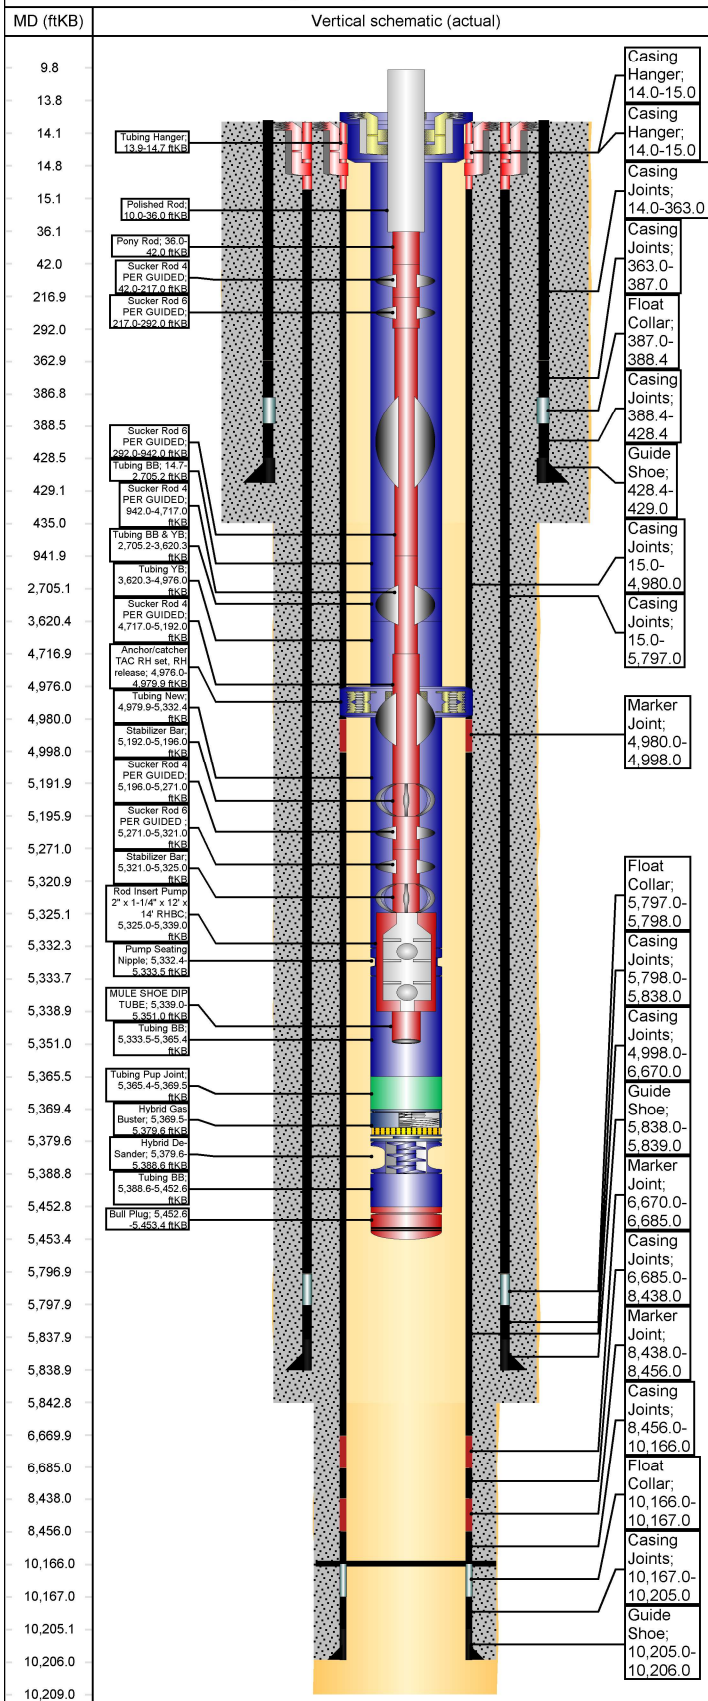 MD (ftKB)
Vertical schematic (actual)
9.8
13.8
14.1
14.8
15.1
36.1
42.0
216.9
292.0
362.9
386.8
388.5
428.5
429.1
435.0
941.9
2,705.1
3,620.4
4,716.9
4,976.0
4,980.0
4,998.0
5,191.9
5,195.9
5,271.0
5,320.9
5,325.1
5,332.3
5,333.7
5,338.9
5,351.0
5,365.5
5,369.4
5,379.6
5,388.8
5,452.8
5,453.4
5,796.9
5,797.9
5,837.9
5,838.9
5,842.8
6,669.9
6,685.0
8,438.0
8,456.0
10,166.0
10,167.0
10,205.1
10,206.0
10,209.0
Tubing Hanger;
13.9-14.7 ftKB
Polished Rod;
10.0-36.0 ftKB
Pony Rod; 36.0-
42.0 ftKB
Sucker Rod 4
PER GUIDED;
42.0-217.0 ftKB
Sucker Rod 6
PER GUIDED;
217.0-292.0 ftKB
Sucker Rod 6
PER GUIDED;
292.0-942.0 ftKB
Tubing BB; 14.7-
2,705.2 ftKB
Sucker Rod 4
PER GUIDED;
942.0-4,717.0
ftKB
Tubing BB & YB;
2,705.2-3,620.3
ftKB
Tubing YB;
3,620.3-4,976.0
ftKB
Sucker Rod 4
PER GUIDED;
4,717.0-5,192.0
ftKB
Anchor/catcher
TAC RH set, RH
release; 4,976.0-
4,979.9 ftKB
Tubing New;
4,979.9-5,332.4
ftKB
Stabilizer Bar;
5,192.0-5,196.0
ftKB
Sucker Rod 4
PER GUIDED;
5,196.0-5,271.0
ftKB
Sucker Rod 6
PER GUIDED ;
5,271.0-5,321.0
ftKB
Stabilizer Bar;
5,321.0-5,325.0
ftKB
Rod Insert Pump
2" x 1-1/4" x 12' x
14' RHBC;
5,325.0-5,339.0
ftKB
Pump Seating
Nipple; 5,332.4-
5,333.5 ftKB
MULE SHOE DIP
TUBE; 5,339.0-
5,351.0 ftKB
Tubing BB;
5,333.5-5,365.4
ftKB
Tubing Pup Joint;
5,365.4-5,369.5
ftKB
Hybrid Gas
Buster; 5,369.5-
5,379.6 ftKB
Hybrid De-
Sander; 5,379.6-
5,388.6 ftKB
Tubing BB;
5,388.6-5,452.6
ftKB
Bull Plug; 5,452.6
-5,453.4 ftKB
Casing
Hanger;
14.0-15.0
Casing
Hanger;
14.0-15.0
Casing
Joints;
14.0-363.0
Casing
Joints;
363.0-
387.0
Float
Collar;
387.0-
388.4
Casing
Joints;
388.4-
428.4
Guide
Shoe;
428.4-
429.0
Casing
Joints;
15.0-
4,980.0
Casing
Joints;
15.0-
5,797.0
Marker
Joint;
4,980.0-
4,998.0
Float
Collar;
5,797.0-
5,798.0
Casing
Joints;
5,798.0-
5,838.0
Casing
Joints;
4,998.0-
6,670.0
Guide
Shoe;
5,838.0-
5,839.0
Marker
Joint;
6,670.0-
6,685.0
Casing
Joints;
6,685.0-
8,438.0
Marker
Joint;
8,438.0-
8,456.0
Casing
Joints;
8,456.0-
10,166.0
Float
Collar;
10,166.0-
10,167.0
Casing
Joints;
10,167.0-
10,205.0
Guide
Shoe;
10,205.0-
10,206.0